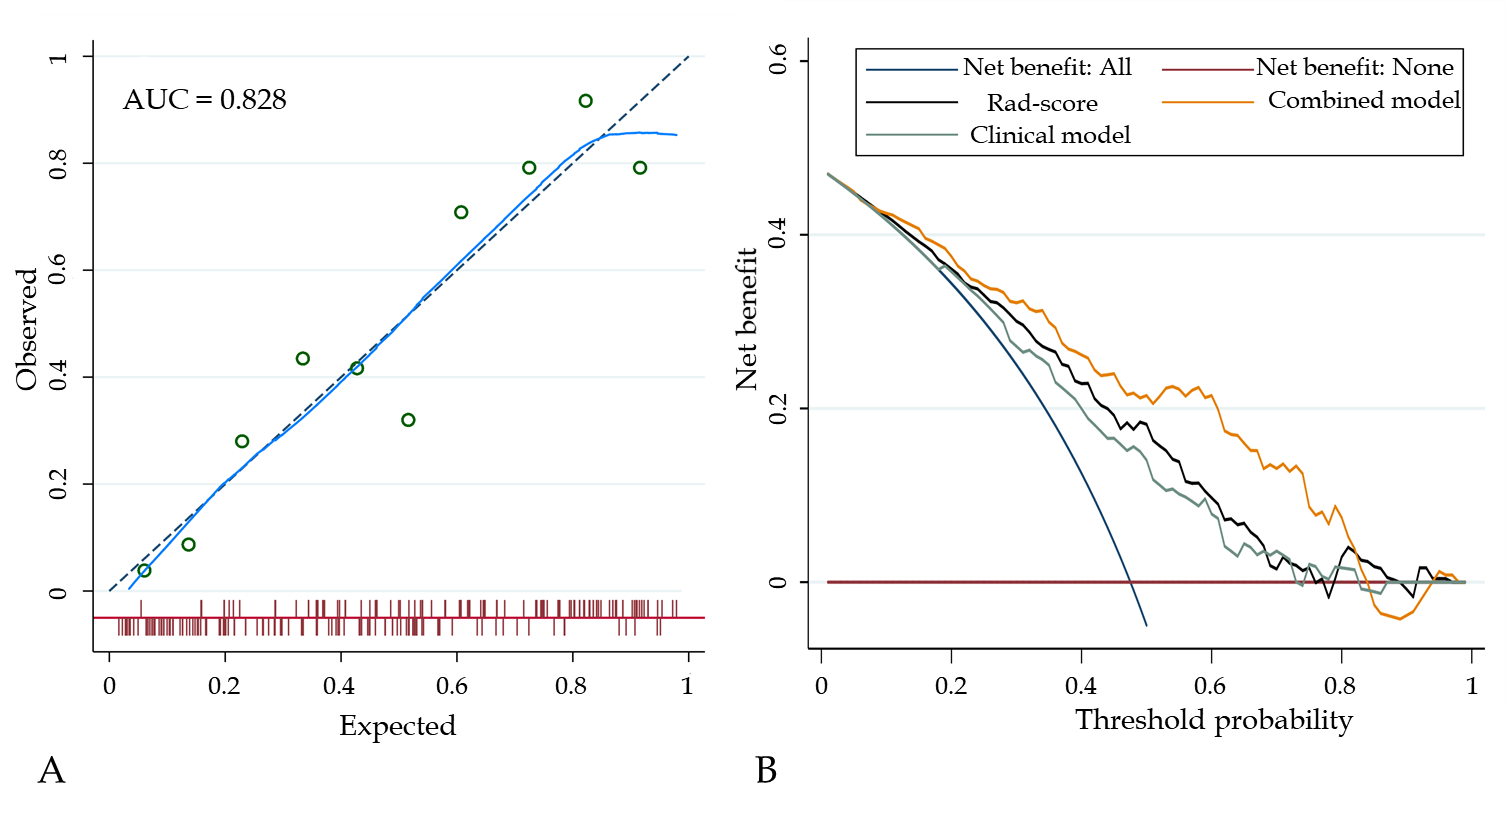 AUC = 0.828
Observed
1
0.8
0.6
0.4
0.2
0
0 0.2 0.4 0.6 0.8 1
Expected
A
Net benefit: All Net benefit: None
Rad-score Combined model
Clinical model
Net benefit
0.6
0.4
0.2
0
0 0.2 0.4 0.6 0.8 1
Threshold probability
B